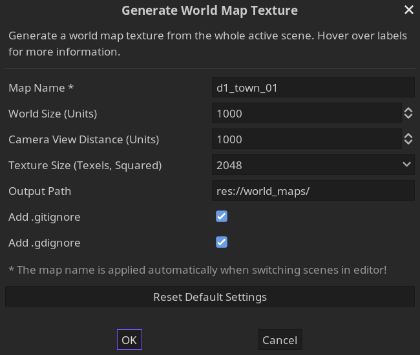 Generate World Map Texture
Generate a world map texture from the whole active scene. Hover over labels
for more information.
Map Name * d1_town_01
World Size (Units) 1000
Camera View Distance (Units) 1000
Texture Size (Texels, Squared) 2048
Output Path res://world_maps/
Add .gitignore
Add .gdignore
* The map name is applied automatically when switching scenes in editor!
Reset Default Settings
OK Cancel